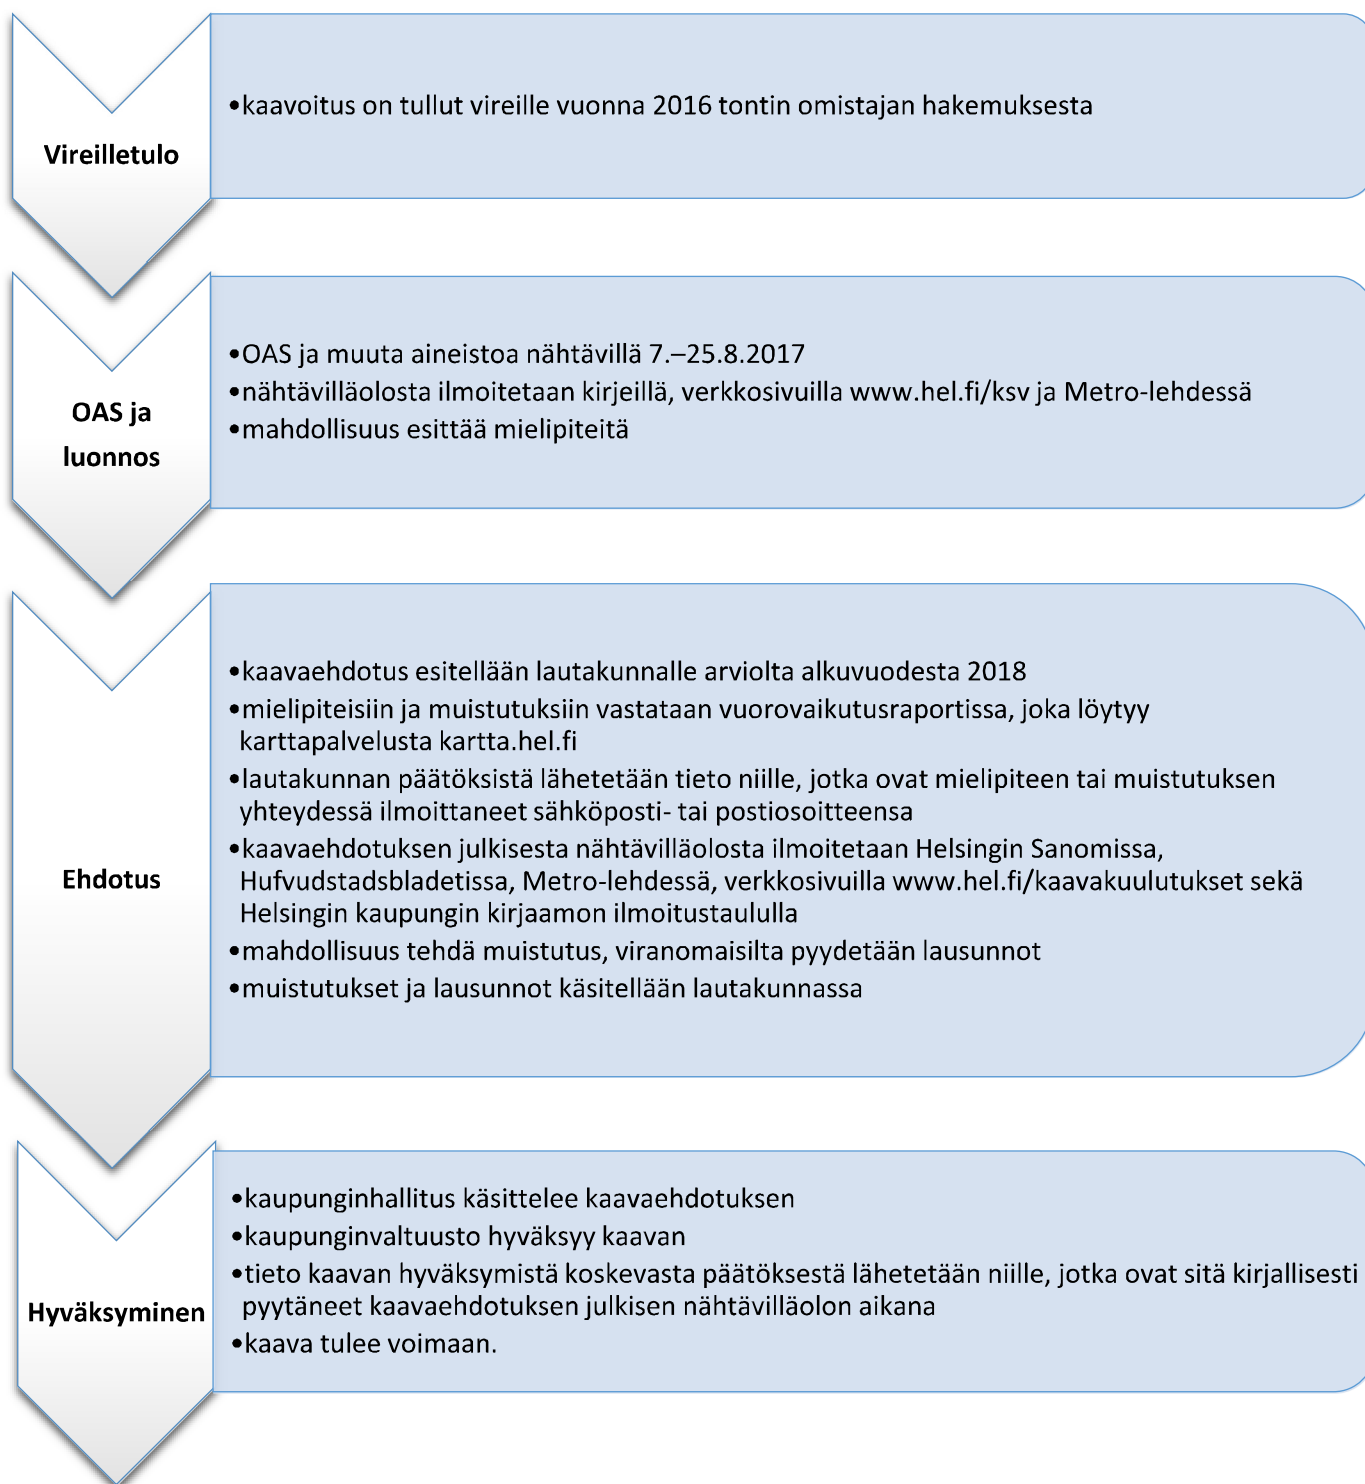 Vireilletulo
•kaavoitus on tullut vireille vuonna 2016 tontin omistajan hakemuksesta
OAS ja
luonnos
•OAS ja muuta aineistoa nähtävillä 7.–25.8.2017
•nähtävilläolosta ilmoitetaan kirjeillä, verkkosivuilla www.hel.fi/ksv ja Metro-lehdessä
•mahdollisuus esittää mielipiteitä
Ehdotus
•kaavaehdotus esitellään lautakunnalle arviolta alkuvuodesta 2018
•mielipiteisiin ja muistutuksiin vastataan vuorovaikutusraportissa, joka löytyy
karttapalvelusta kartta.hel.fi
•lautakunnan päätöksistä lähetetään tieto niille, jotka ovat mielipiteen tai muistutuksen
yhteydessä ilmoittaneet sähköposti- tai postiosoitteensa
•kaavaehdotuksen julkisesta nähtävilläolosta ilmoitetaan Helsingin Sanomissa,
Hufvudstadsbladetissa, Metro-lehdessä, verkkosivuilla www.hel.fi/kaavakuulutukset sekä
Helsingin kaupungin kirjaamon ilmoitustaululla
•mahdollisuus tehdä muistutus, viranomaisilta pyydetään lausunnot
•muistutukset ja lausunnot käsitellään lautakunnassa
Hyväksyminen
•kaupunginhallitus käsittelee kaavaehdotuksen
•kaupunginvaltuusto hyväksyy kaavan
•tieto kaavan hyväksymistä koskevasta päätöksestä lähetetään niille, jotka ovat sitä kirjallisesti
pyytäneet kaavaehdotuksen julkisen nähtävilläolon aikana
•kaava tulee voimaan.